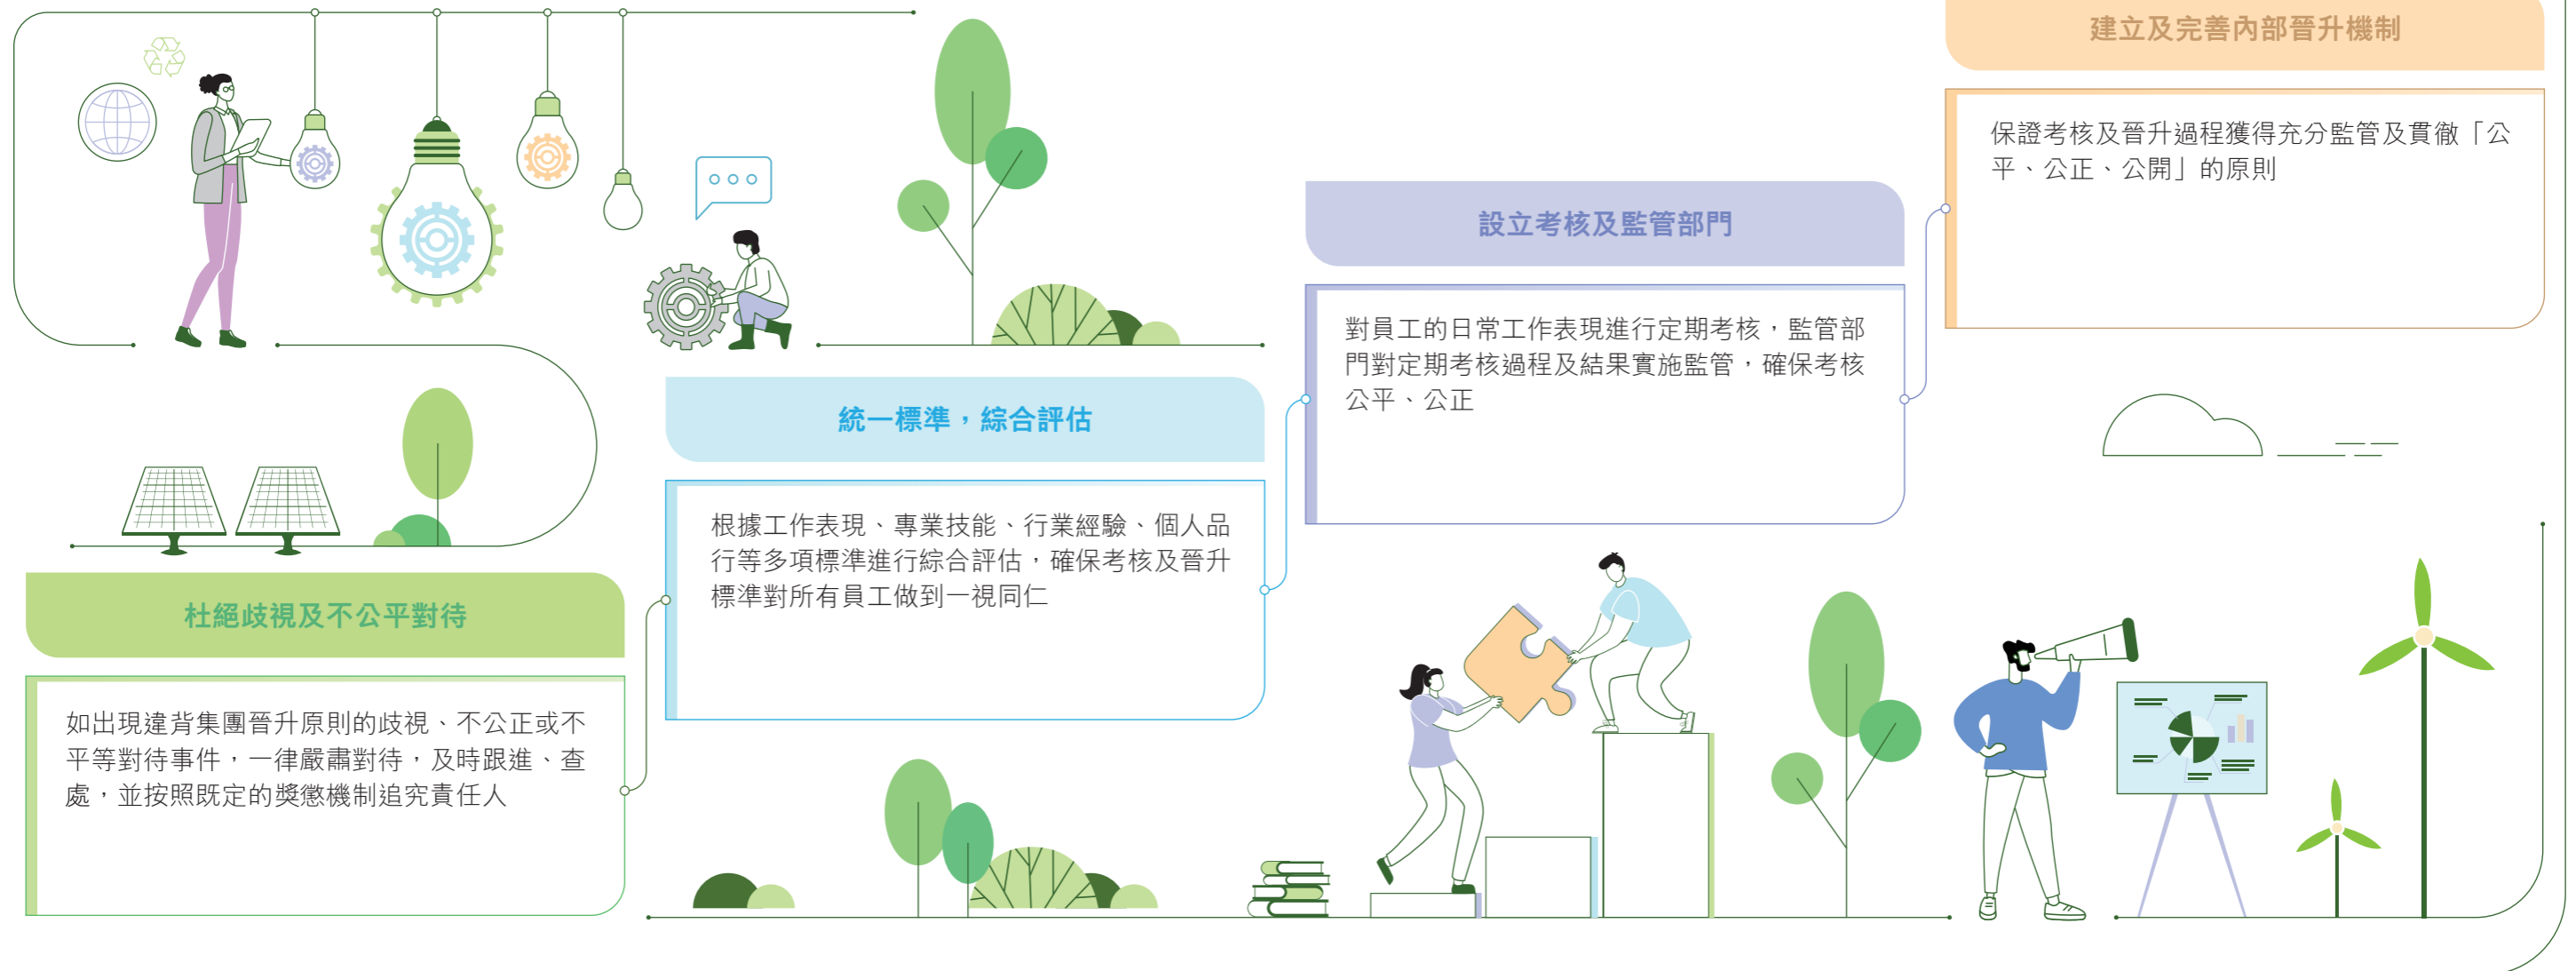 杜絕歧視及不公平對待
如出現違背集團晉升原則的歧視、不公正或不
平等對待事件，一律嚴肅對待，及時跟進、查
處，並按照既定的獎懲機制追究責任人
統一標準，綜合評估
根據工作表現、專業技能、行業經驗、個人品
行等多項標準進行綜合評估，確保考核及晉升
標準對所有員工做到一視同仁
設立考核及監管部門
對員工的日常工作表現進行定期考核，監管部
門對定期考核過程及結果實施監管，確保考核
公平、公正
建立及完善內部晉升機制
保證考核及晉升過程獲得充分監管及貫徹「公
平、公正、公開」的原則